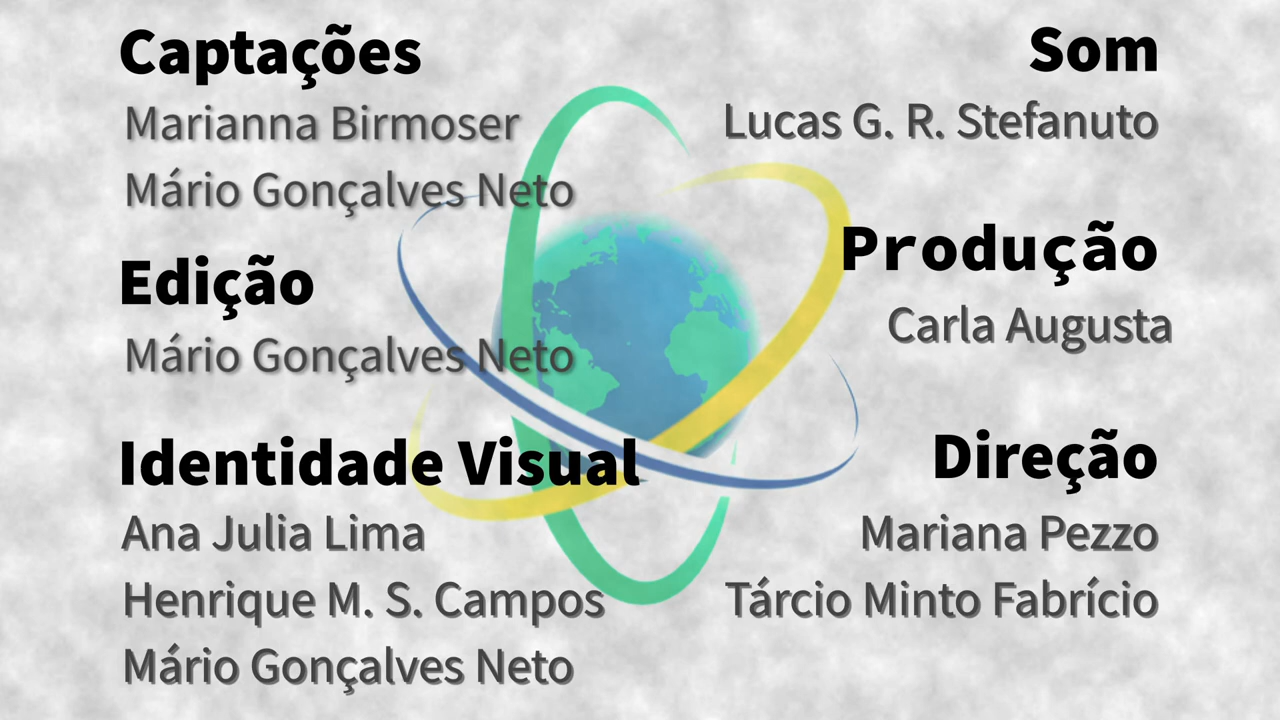 Captações
Marianna Birmoser
Mário Gonçalves Neto
Edição
Mário Gonçalves Neto
Identidade Visual
Ana Julia Lima
Henrique M. S. Campos
Mário Gonçalves Neto
Som
Lucas G. R. Stefanuto
Produção
Carla Augusta
Direção
Mariana Pezzo
Tárcio Minto Fabrício